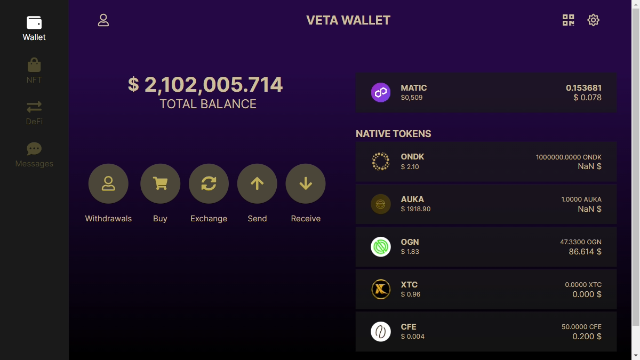 VETA WALLET
Wallet
NFT
DeFi
Messages
$ 2,102,005.714
TOTAL BALANCE
Withdrawals
Buy
Exchange
Send
Receive
MATIC
0.153681
$0,509
$ 0.078
NATIVE TOKENS
ONDK
1000000.0000 ONDK
$ 2.10
NaN $
AUKA
1.0000 AUKA
$ 1918.90
NaN $
OGN
47.3300 OGN
$ 1.83
86.614 $
XTC
0.0000 XTC
$ 0.96
0.000 $
CFE
50.0000 CFE
$ 0.004
0.200 $